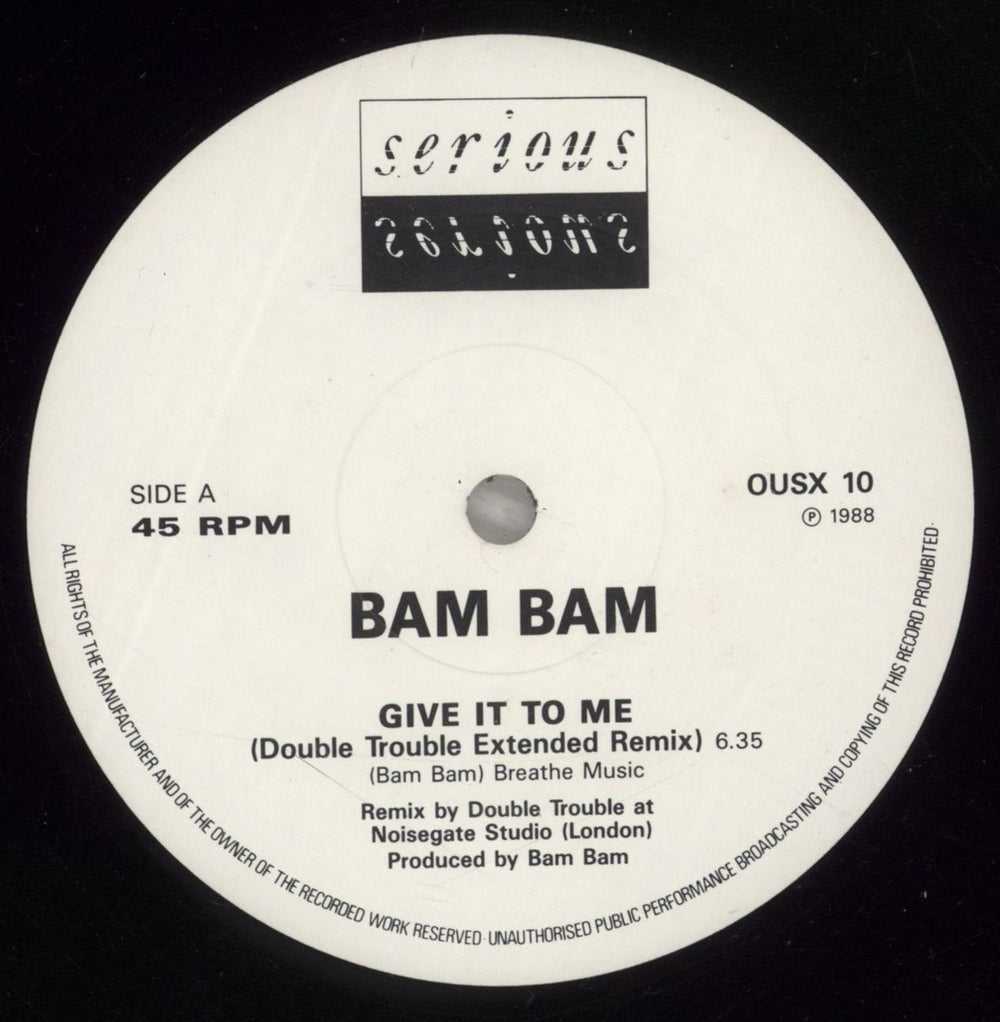 serious
serious
SIDE A
45 RPM
OUSX 10
Ⓟ 1988
BAM BAM
GIVE IT TO ME
(Double Trouble Extended Remix) 6.35
(Bam Bam) Breathe Music
Remix by Double Trouble at
Noisegate Studio (London)
Produced by Bam Bam
ALL RIGHTS OF THE MANUFACTURER AND OF THE OWNER OF THE RECORDED WORK RESERVED· UNAUTHORISED PUBLIC PERFORMANCE BROADCASTING AND COPYING OF THIS RECORD PROHIBITED·